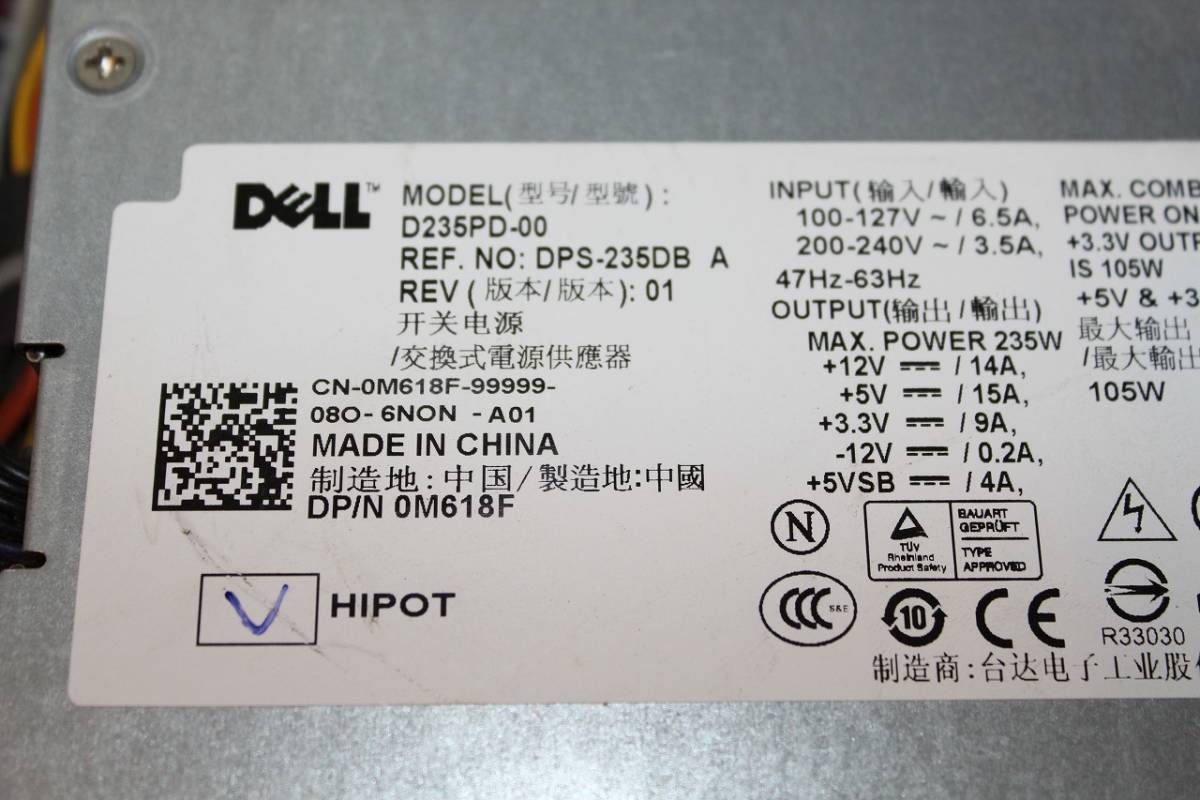 DELL™
MODEL(型号/型號):
D235PD-00
REF. NO: DPS-235DB A
REV (版本/版本): 01
开关电源
/交換式電源供應器
CN-0M618F-99999-
08O-6NON -A01
MADE IN CHINA
制造地:中国/製造地:中國
DP/N 0M618F
V HIPOT
INPUT(输入/輸入)
100-127V ~ / 6.5A,
200-240V ~ / 3.5A,
47Hz-63Hz
OUTPUT(输出/輸出)
MAX. POWER 235W
+12V ⎓ / 14A,
+5V ⎓ / 15A,
+3.3V ⎓ / 9A,
-12V ⎓ / 0.2A,
+5VSB ⎓ / 4A,
MAX. COMB
POWER ON
+3.3V OUTP
IS 105W
+5V & +3
最大输出
/最大輸出
105W
N
TÜV
Rheinland
Product Safety
BAUART
GEPRÜFT
TYPE
APPROVED
CCC S&E
10
CE
R33030
制造商:台达电子工业股